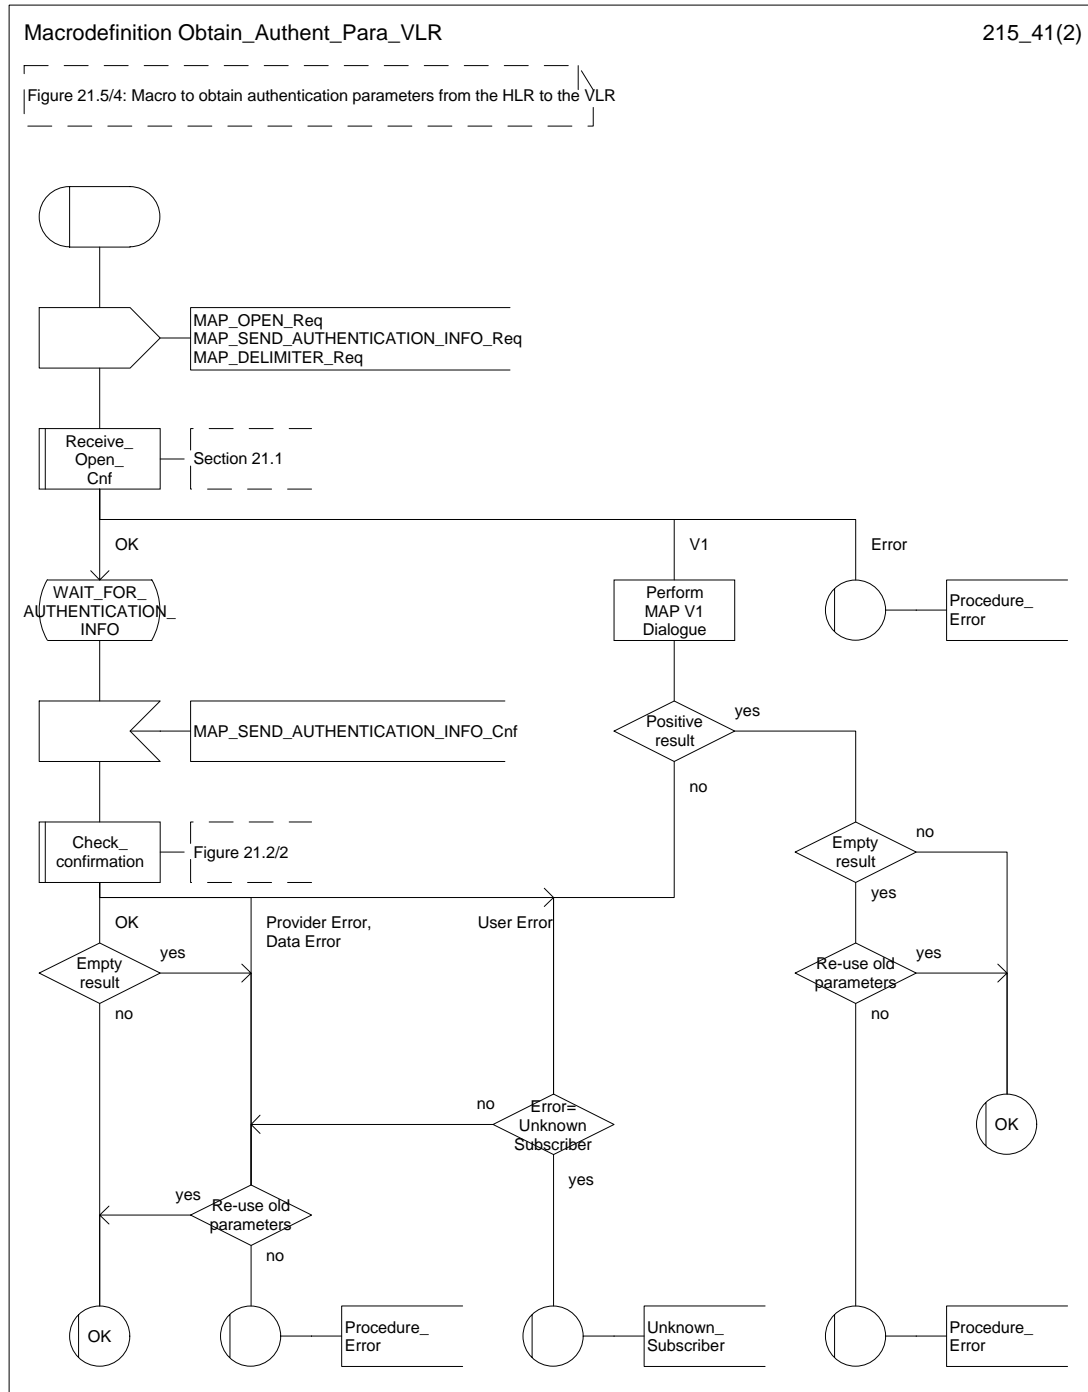 Macrodefinition Obtain_Authent_Para_VLR
215_41(2)
Figure 21.5/4: Macro to obtain authentication parameters from the HLR to the VLR
MAP_OPEN_Req
MAP_SEND_AUTHENTICATION_INFO_Req
MAP_DELIMITER_Req
Receive_
Open_
Cnf
Section 21.1
OK
V1
Error
WAIT_FOR_
AUTHENTICATION_
INFO
Perform
MAP V1
Dialogue
Procedure_
Error
MAP_SEND_AUTHENTICATION_INFO_Cnf
Positive
result
yes
no
Check_
confirmation
Figure 21.2/2
Empty
result
no
yes
OK
Provider Error,
Data Error
User Error
Empty
result
yes
no
Re-use old
parameters
yes
no
Error=
Unknown
Subscriber
no
yes
OK
Re-use old
parameters
yes
no
OK
Procedure_
Error
Unknown_
Subscriber
Procedure_
Error